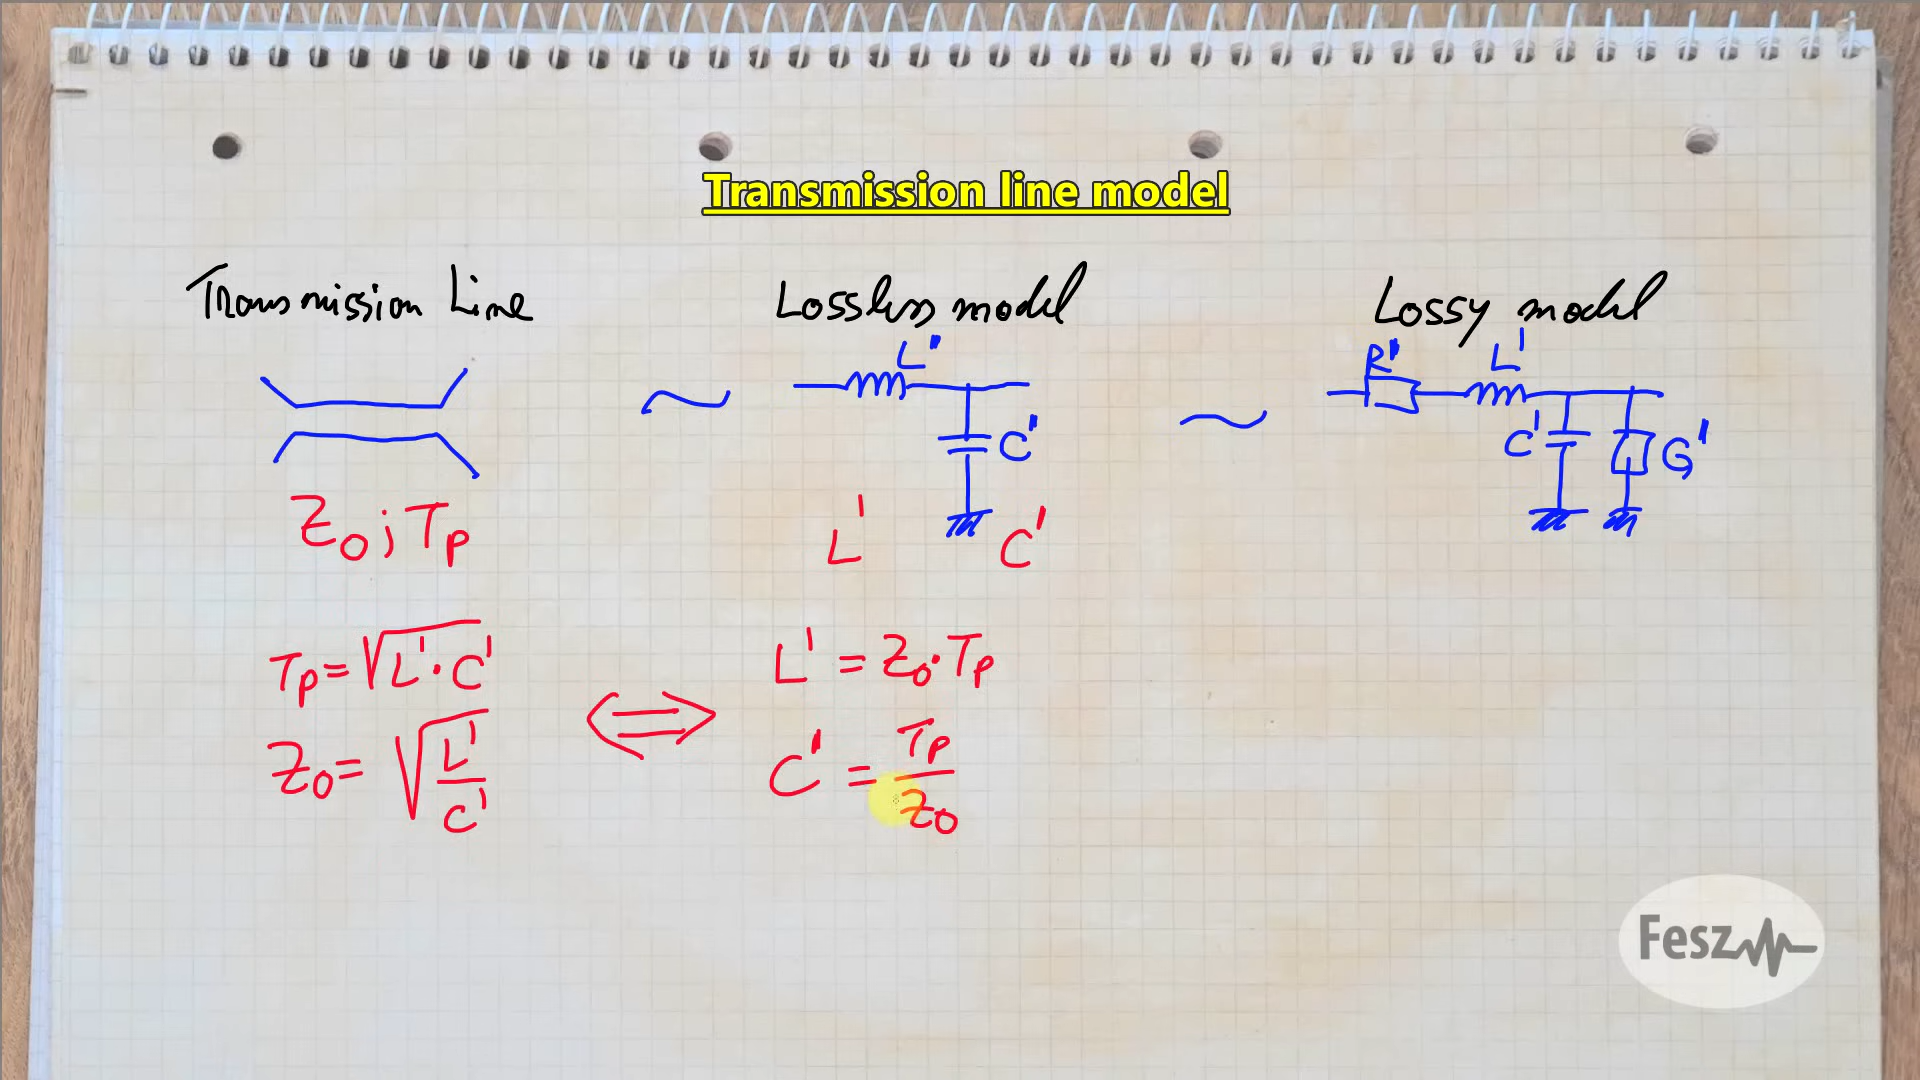 Transmission line model
Transmission Line
Lossless model
Lossy model
L'
C'
R'
L'
C'
G'
Z₀; Tp
L'
C'
Tp = √L'·C'
L' = Z₀·Tp
Z₀ = √L'/C'
C' = Tp/Z₀
Fesz